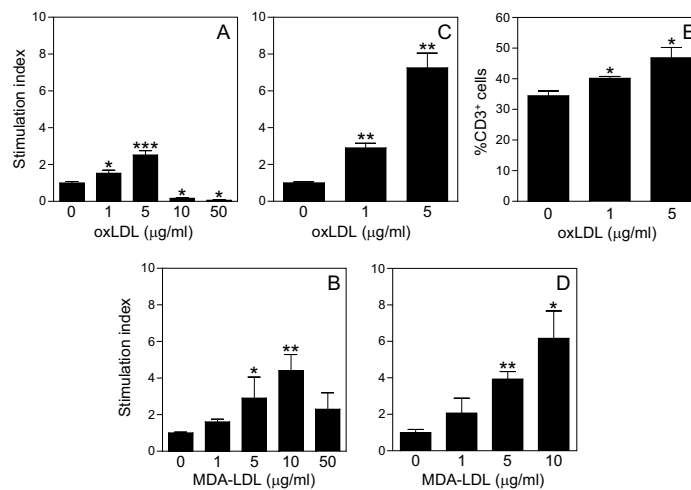 A
Stimulation index
10
8
6
4
2
0
* *** * *
0 1 5 10 50
oxLDL (μg/ml)
C
10
8
6
4
2
0
** **
0 1 5
oxLDL (μg/ml)
E
%CD3⁺ cells
60
50
40
30
20
10
0
* *
0 1 5
oxLDL (μg/ml)
B
Stimulation index
10
8
6
4
2
0
* **
0 1 5 10 50
MDA-LDL (μg/ml)
D
10
8
6
4
2
0
** *
0 1 5 10
MDA-LDL (μg/ml)